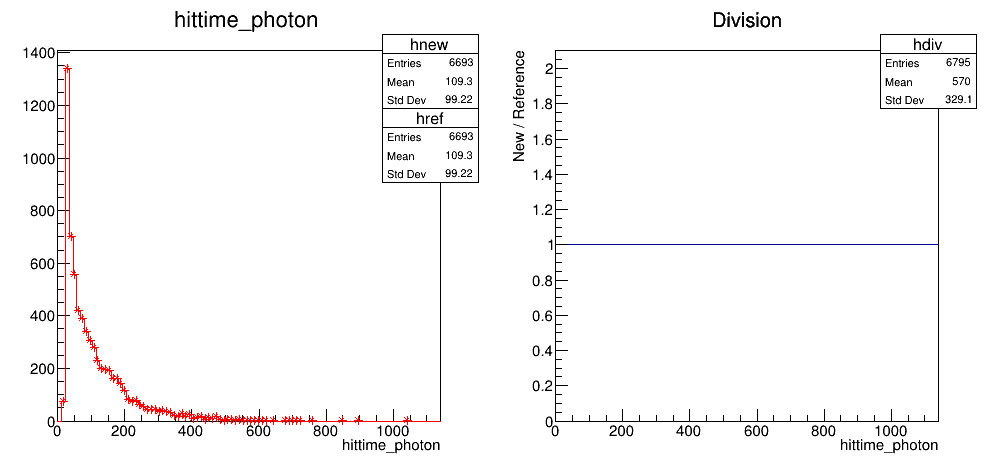 hittime_photon
hnew
Entries 6693
Mean 109.3
Std Dev 99.22
href
Entries 6693
Mean 109.3
Std Dev 99.22
1400
1200
1000
800
600
400
200
0
0 200 400 600 800 1000
hittime_photon
Division
hdiv
Entries 6795
Mean 570
Std Dev 329.1
New / Reference
2
1.8
1.6
1.4
1.2
1
0.8
0.6
0.4
0.2
0
0 200 400 600 800 1000
hittime_photon